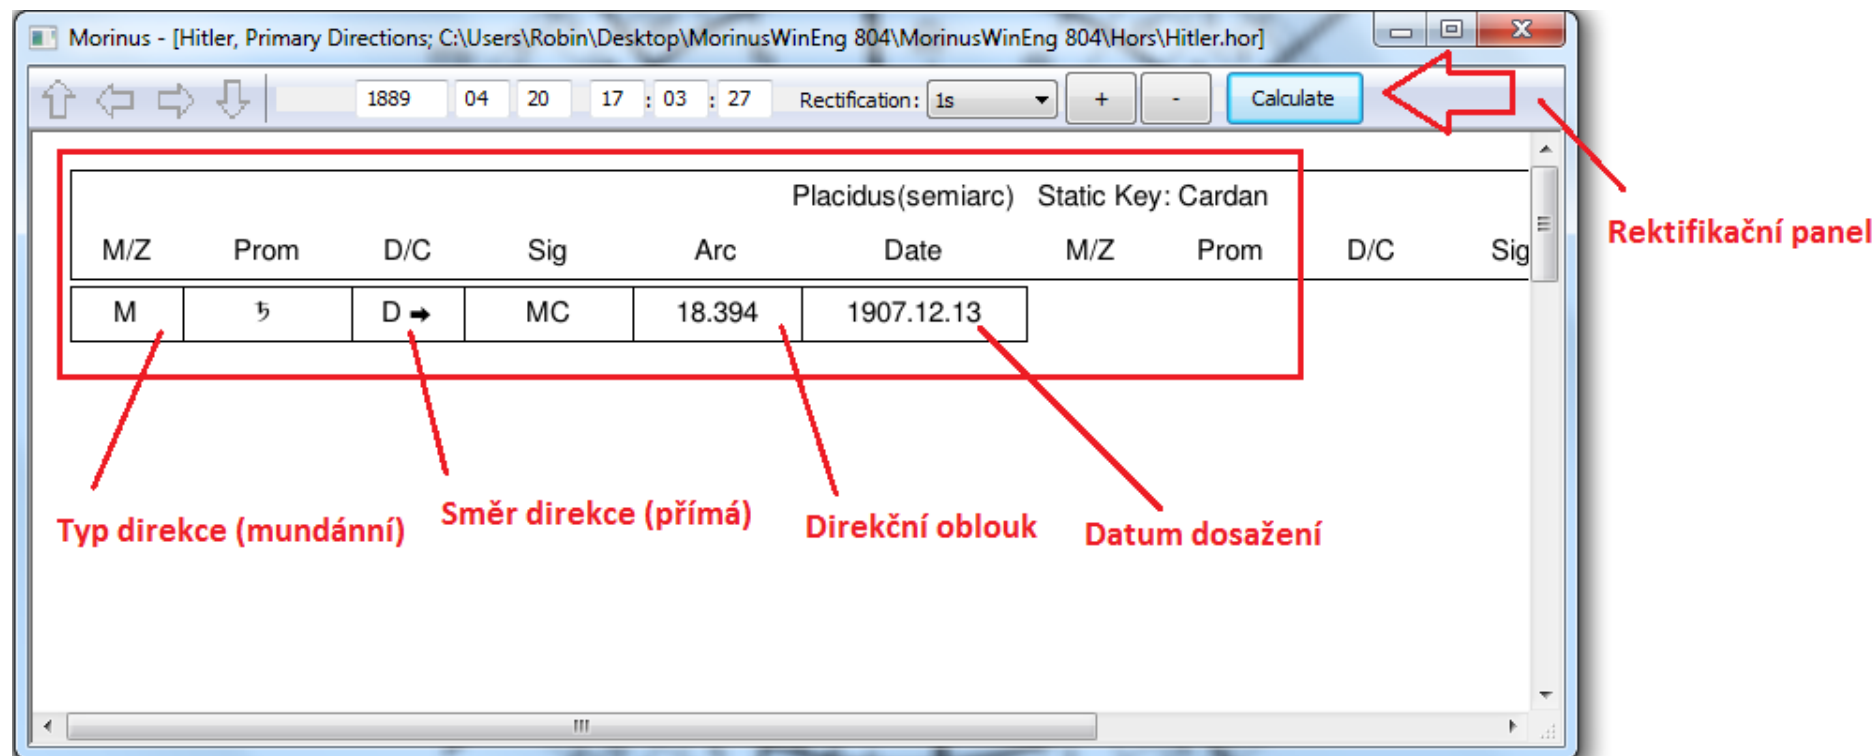 Morinus - [Hitler, Primary Directions; C:\Users\Robin\Desktop\MorinusWinEng 804\MorinusWinEng 804\Hors\Hitler.hor]
1889 04 20 17 : 03 : 27 Rectification: 1s + - Calculate
Placidus(semiarc) Static Key: Cardan
M/Z Prom D/C Sig Arc Date M/Z Prom D/C Sig
M ♄ D ➡ MC 18.394 1907.12.13
Rektifikační panel
Typ direkce (mundánní)
Směr direkce (přímá)
Direkční oblouk
Datum dosažení